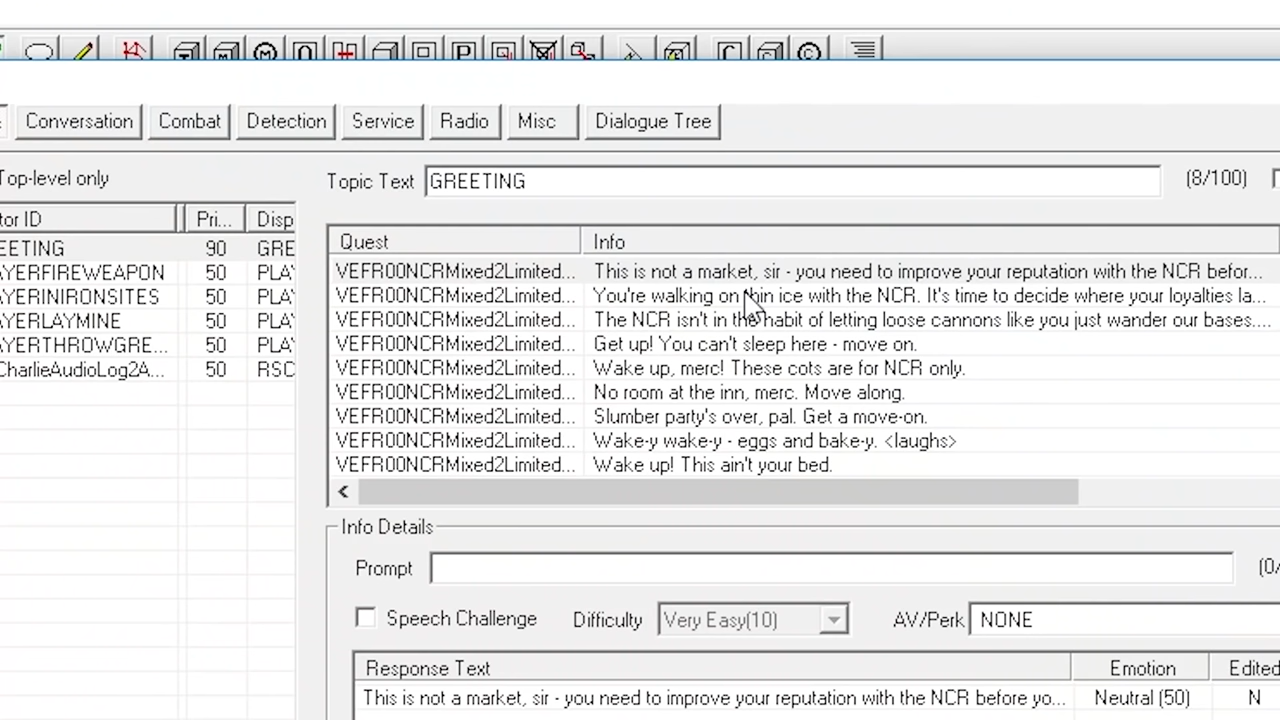 Conversation Combat Detection Service Radio Misc Dialogue Tree
Top-level only
Topic Text GREETING (8/100)
tor ID Pri... Disp
EETING 90 GRE
AYERFIREWEAPON 50 PLA
AYERINIRONSITES 50 PLA
AYERLAYMINE 50 PLA
AYERTHROWGRE... 50 PLA
CharlieAudioLog2A... 50 RSC
Quest Info
VEFR00NCRMixed2Limited... This is not a market, sir - you need to improve your reputation with the NCR befor...
VEFR00NCRMixed2Limited... You're walking on thin ice with the NCR. It's time to decide where your loyalties la...
VEFR00NCRMixed2Limited... The NCR isn't in the habit of letting loose cannons like you just wander our bases....
VEFR00NCRMixed2Limited... Get up! You can't sleep here - move on.
VEFR00NCRMixed2Limited... Wake up, merc! These cots are for NCR only.
VEFR00NCRMixed2Limited... No room at the inn, merc. Move along.
VEFR00NCRMixed2Limited... Slumber party's over, pal. Get a move-on.
VEFR00NCRMixed2Limited... Wake-y wake-y - eggs and bake-y. <laughs>
VEFR00NCRMixed2Limited... Wake up! This ain't your bed.
Info Details
Prompt (0/
Speech Challenge Difficulty Very Easy(10) AV/Perk NONE
Response Text Emotion Edited
This is not a market, sir - you need to improve your reputation with the NCR before yo... Neutral (50) N